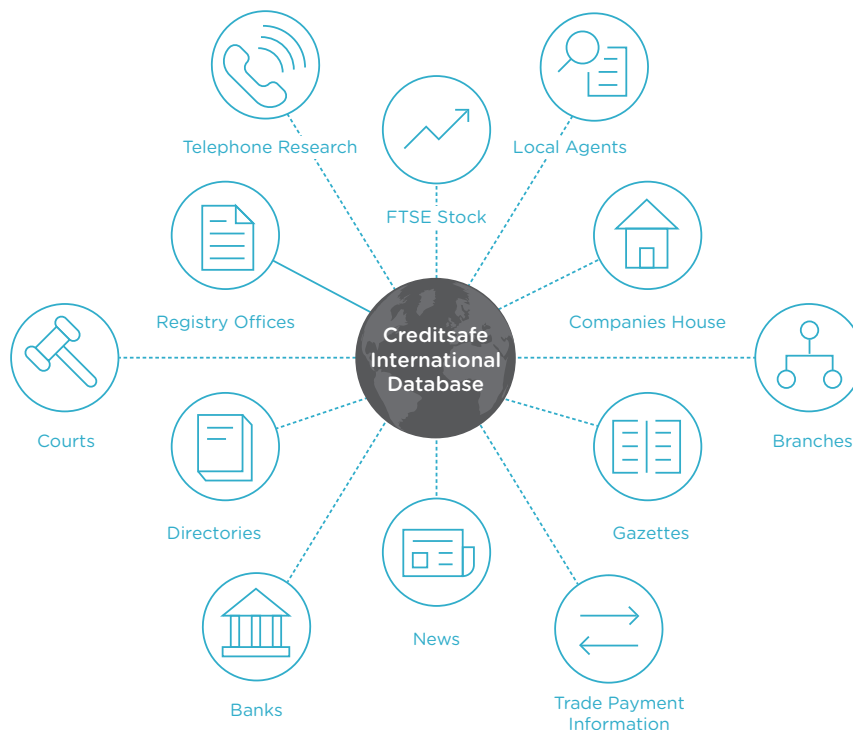 Telephone Research
Local Agents
FTSE Stock
Registry Offices
Companies House
Creditsafe
International
Database
Courts
Branches
Directories
Gazettes
News
Banks
Trade Payment
Information